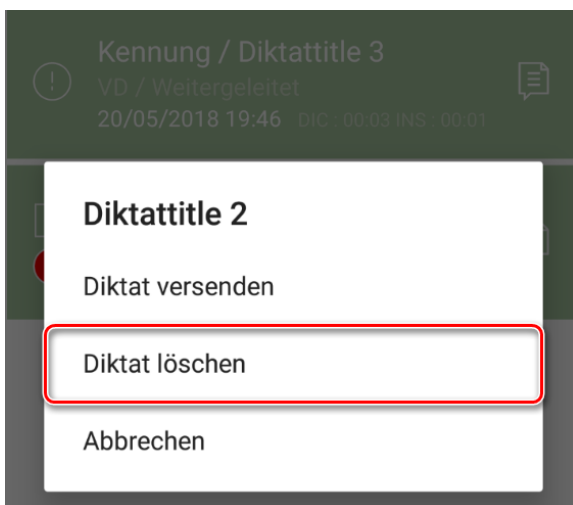 Kennung / Diktattitle 3
VD / Weitergeleitet
20/05/2018 19:46 DIC : 00:03 INS : 00:01
Diktattitle 2
Diktat versenden
Diktat löschen
Abbrechen